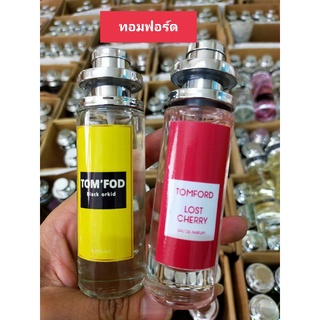 ทอมฟอร์ด
TOM'FOD
Black orkid
TOMFORD
LOST
CHERRY
EAU DE PARFUM